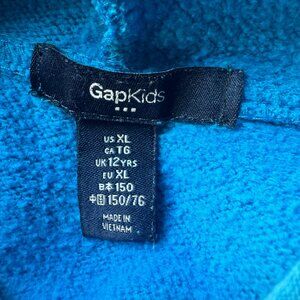 GapKids
US XL
CA TG
UK 12YRS
EU XL
日本 150
中国 150/76
MADE IN
VIETNAM